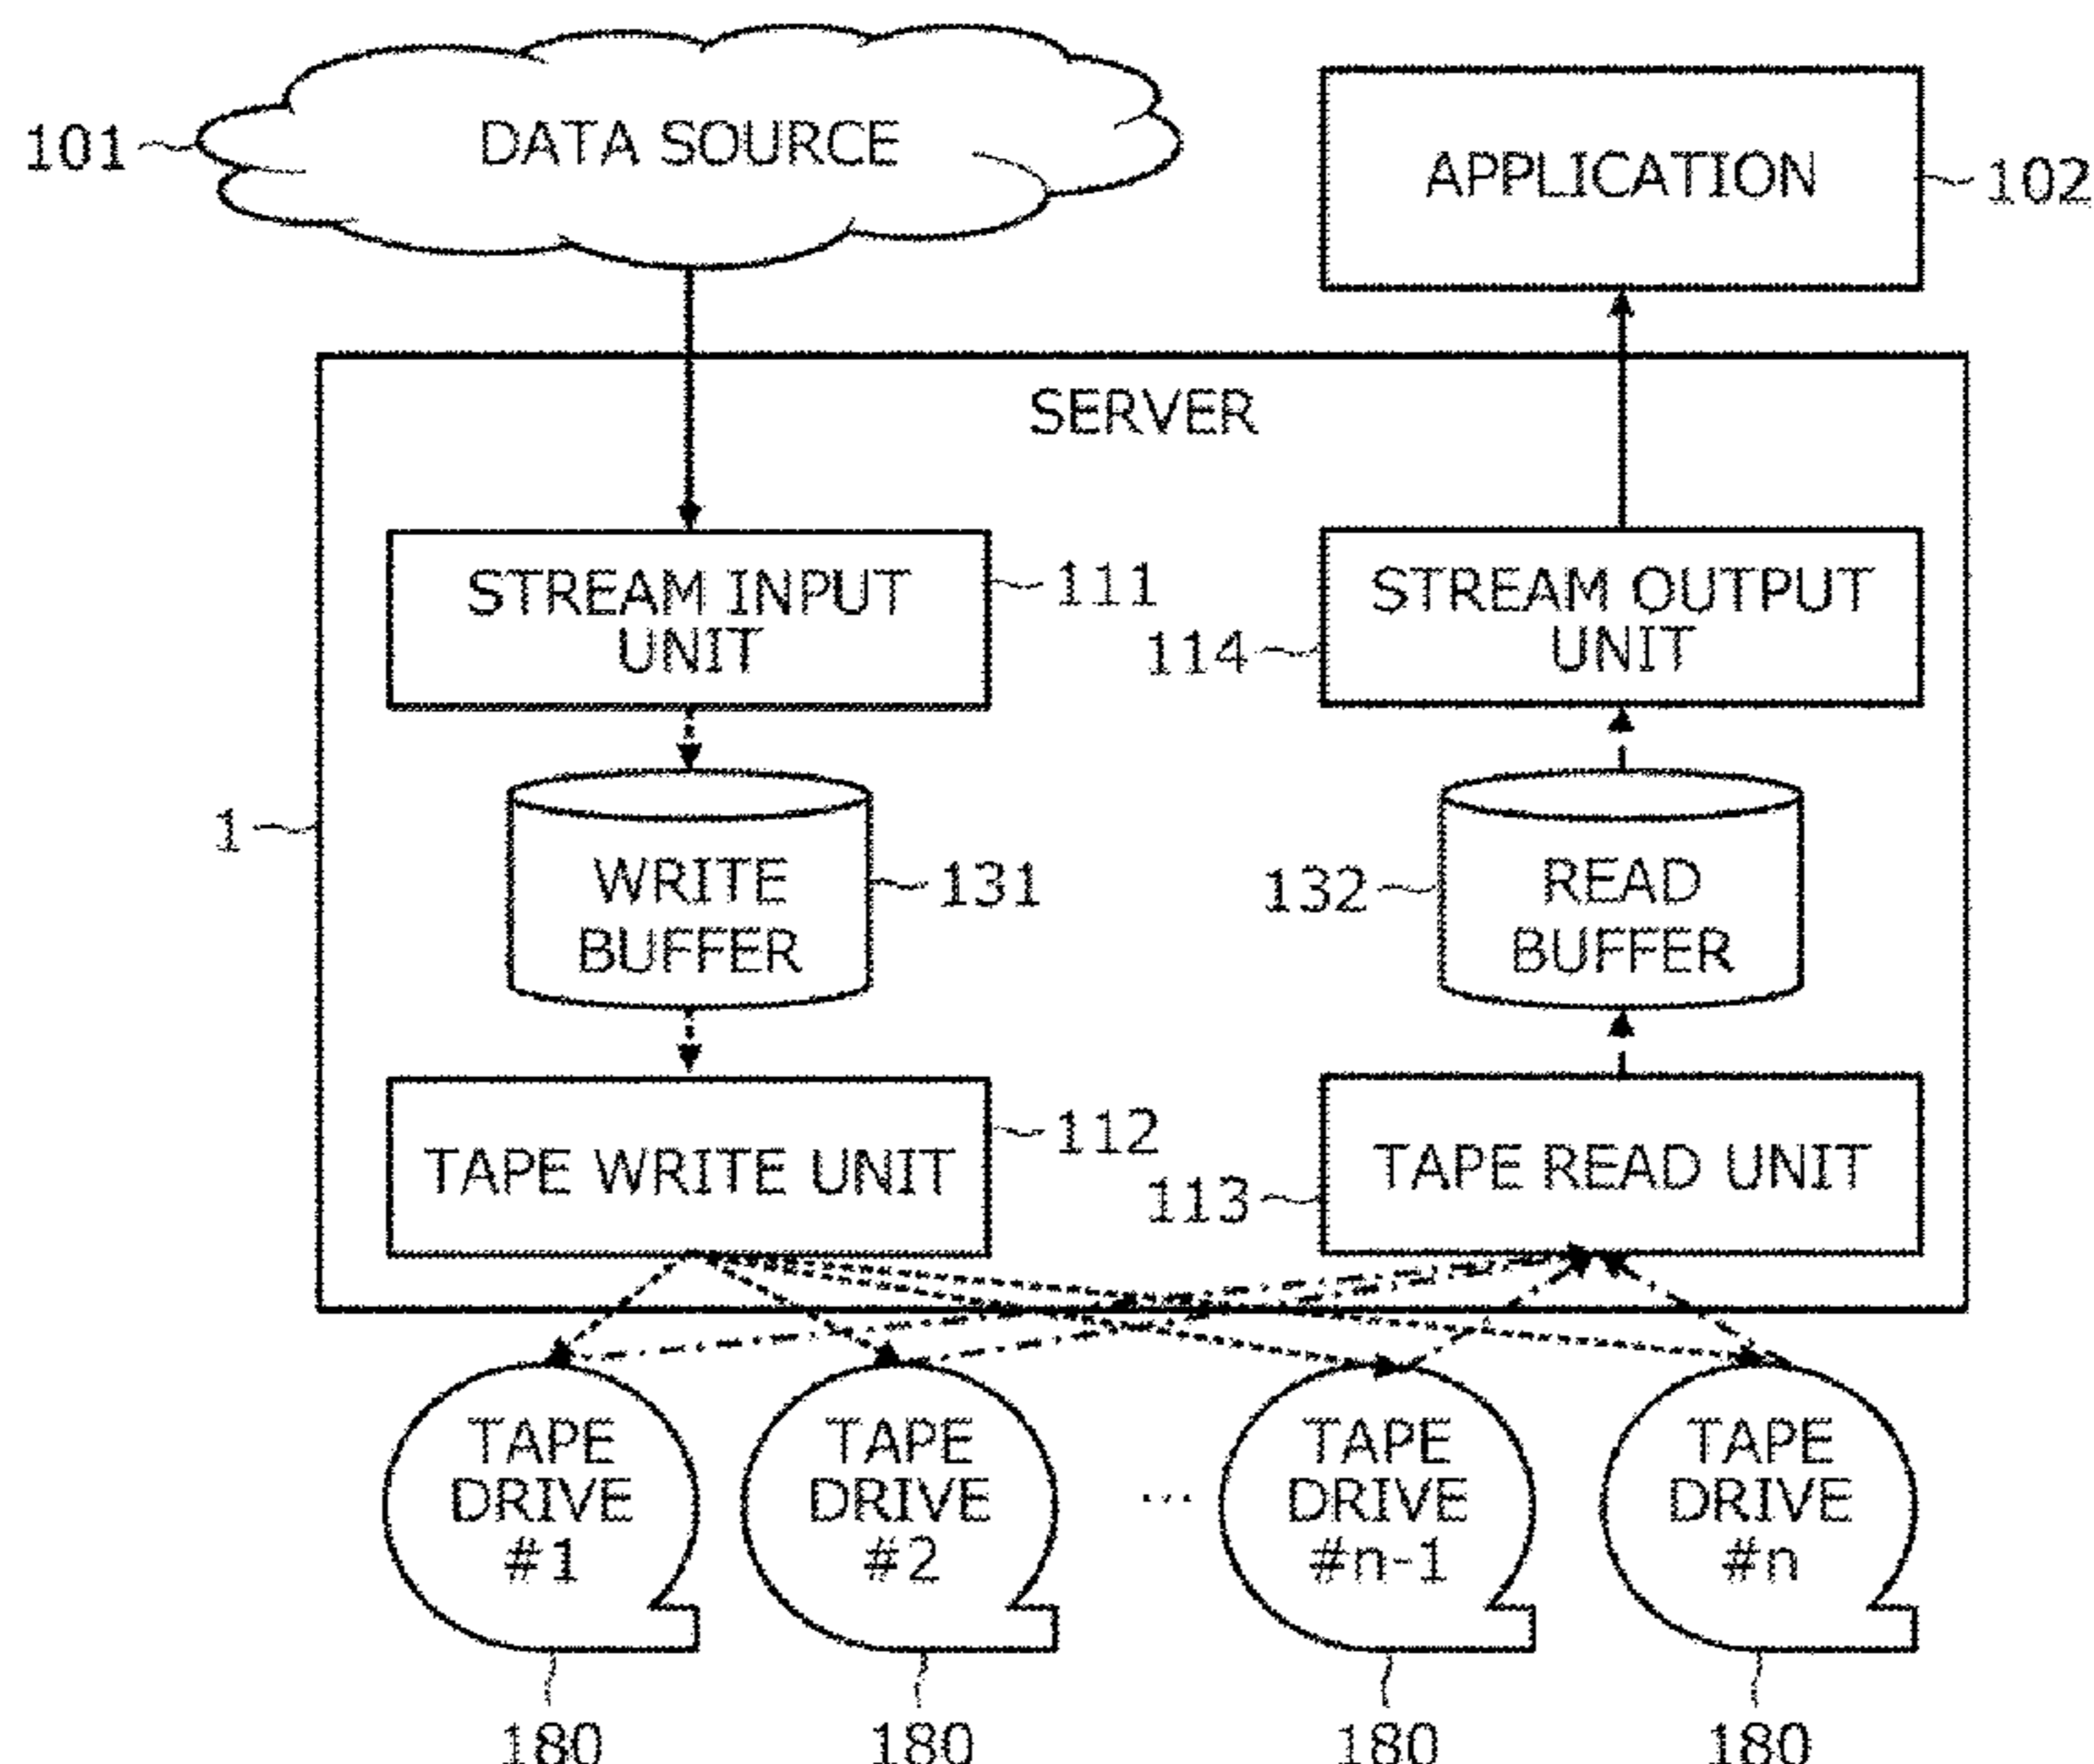 101
DATA SOURCE
APPLICATION
102
SERVER
STREAM INPUT
UNIT
111
STREAM OUTPUT
UNIT
114
1
WRITE
BUFFER
131
132
READ
BUFFER
TAPE WRITE UNIT
112
113
TAPE READ UNIT
TAPE
DRIVE
#1
TAPE
DRIVE
#2
...
TAPE
DRIVE
#n-1
TAPE
DRIVE
#n
180
180
180
180